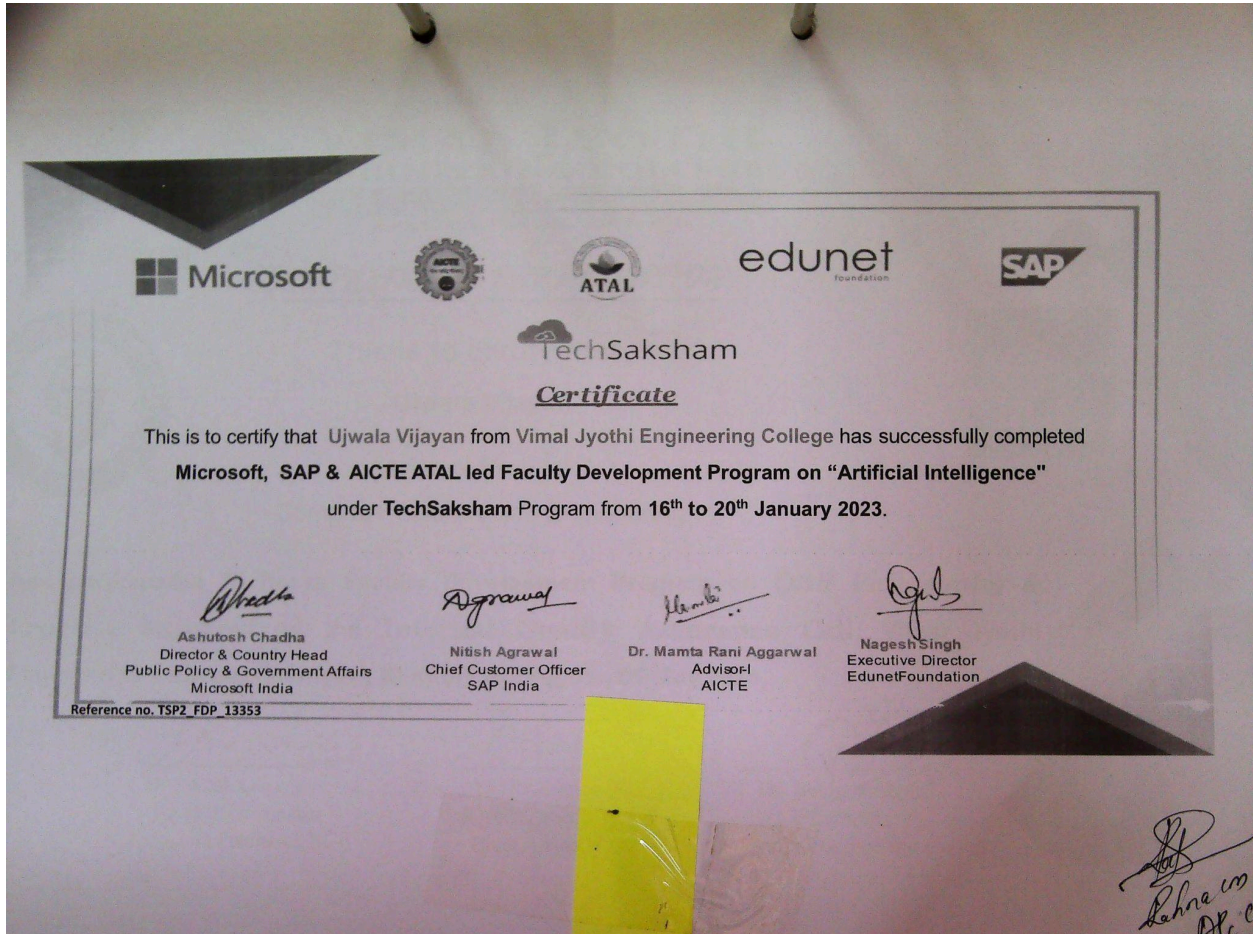 Microsoft
AICTE
ATAL
edunet
foundation
SAP
TechSaksham
Certificate
This is to certify that Ujwala Vijayan from Vimal Jyothi Engineering College has successfully completed
Microsoft, SAP & AICTE ATAL led Faculty Development Program on “Artificial Intelligence"
under TechSaksham Program from 16th to 20th January 2023.
Ashutosh Chadha
Director & Country Head
Public Policy & Government Affairs
Microsoft India
Nitish Agrawal
Chief Customer Officer
SAP India
Dr. Mamta Rani Aggarwal
Advisor-I
AICTE
Nagesh Singh
Executive Director
EdunetFoundation
Reference no. TSP2_FDP_13353